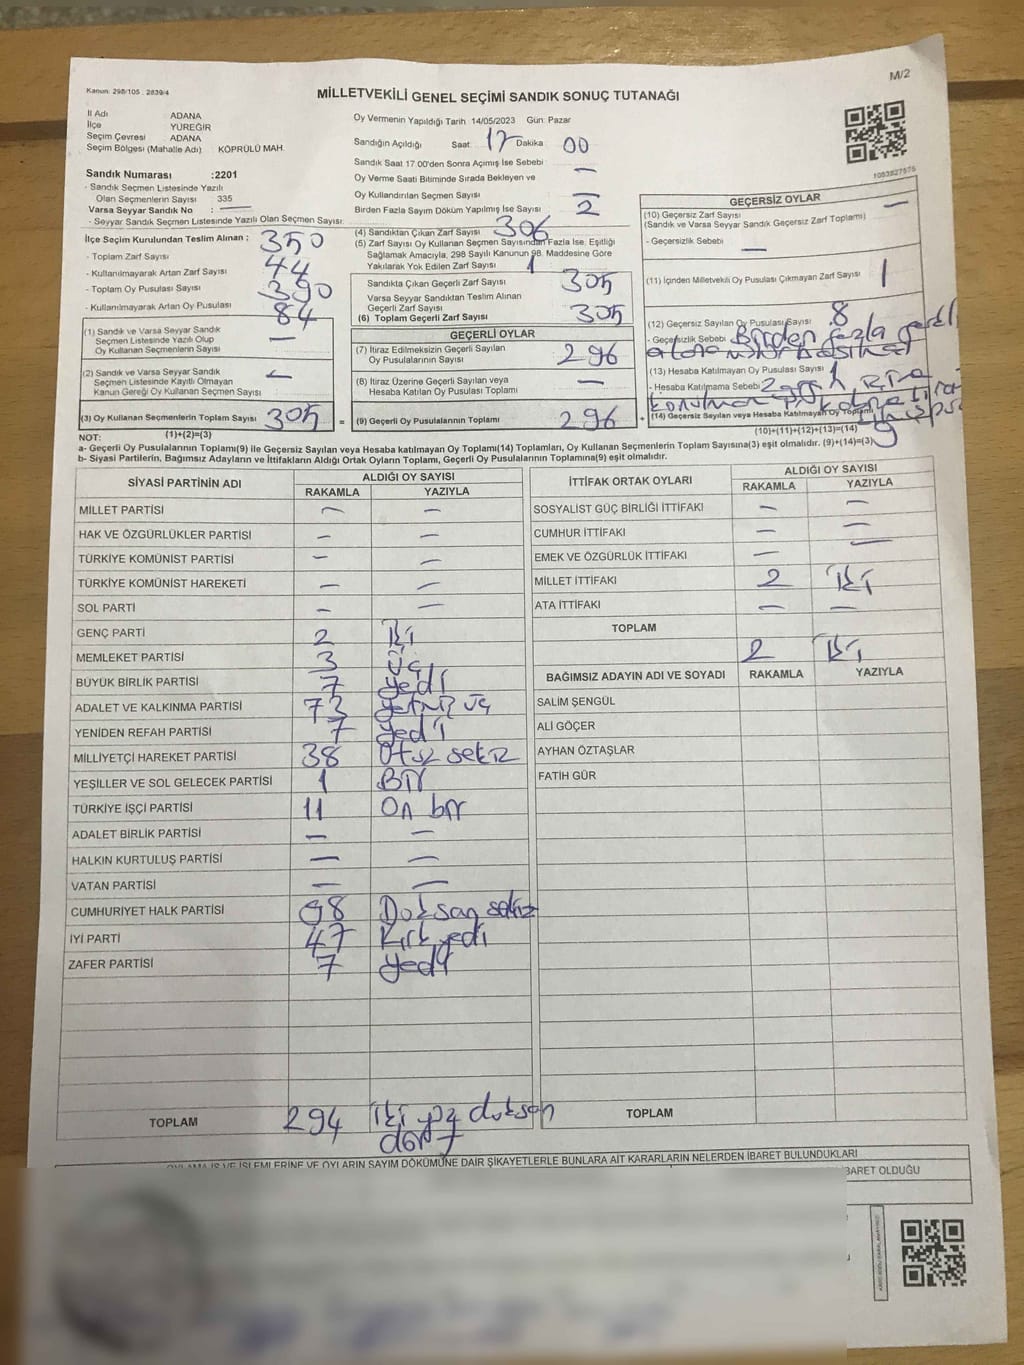 M/2
Kanun: 298/105 . 2839/4
MİLLETVEKİLİ GENEL SEÇİMİ SANDIK SONUÇ TUTANAĞI
İl Adı ADANA
İlçe YÜREĞİR
Seçim Çevresi ADANA
Seçim Bölgesi (Mahalle Adı) KÖPRÜLÜ MAH.
Sandık Numarası :2201
- Sandık Seçmen Listesinde Yazılı
Olan Seçmenlerin Sayısı 335
Varsa Seyyar Sandık No : —
- Seyyar Sandık Seçmen Listesinde Yazılı Olan Seçmen Sayısı:
Oy Vermenin Yapıldığı Tarih 14/05/2023 Gün: Pazar
Sandığın Açıldığı Saat 17 Dakika 00
Sandık Saat 17:00'den Sonra Açımış İse Sebebi —
Oy Verme Saati Bitiminde Sırada Bekleyen ve
Oy Kullandırılan Seçmen Sayısı —
Birden Fazla Sayım Döküm Yapılmış İse Sayısı 2
1053827575
İlçe Seçim Kurulundan Teslim Alınan :
- Toplam Zarf Sayısı 350
- Kullanılmayarak Artan Zarf Sayısı 44
- Toplam Oy Pusulası Sayısı 390
- Kullanılmayarak Artan Oy Pusulası 84
(1) Sandık ve Varsa Seyyar Sandık
Seçmen Listesinde Yazılı Olup
Oy Kullanan Seçmenlerin Sayısı —
(2) Sandık ve Varsa Seyyar Sandık
Seçmen Listesinde Kayıtlı Olmayan
Kanun Gereği Oy Kullanan Seçmen Sayısı —
(3) Oy Kullanan Seçmenlerin Toplam Sayısı 305
(1)+(2)=(3)
(4) Sandıktan Çıkan Zarf Sayısı 306
(5) Zarf Sayısı Oy Kullanan Seçmen Sayısından Fazla İse, Eşitliği
Sağlamak Amacıyla, 298 Sayılı Kanunun 98. Maddesine Göre
Yakılarak Yok Edilen Zarf Sayısı 1
Sandıkta Çıkan Geçerli Zarf Sayısı 305
Varsa Seyyar Sandıktan Teslim Alınan
Geçerli Zarf Sayısı
(6) Toplam Geçerli Zarf Sayısı 305
GEÇERLİ OYLAR
(7) İtiraz Edilmeksizin Geçerli Sayılan
Oy Pusulalarının Sayısı 296
(8) İtiraz Üzerine Geçerli Sayılan veya
Hesaba Katılan Oy Pusulası Toplamı —
= (9) Geçerli Oy Pusulalarının Toplamı 296 +
GEÇERSİZ OYLAR
(10) Geçersiz Zarf Sayısı —
(Sandık ve Varsa Seyyar Sandık Geçersiz Zarf Toplamı)
- Geçersizlik Sebebi —
(11) İçinden Milletvekili Oy Pusulası Çıkmayan Zarf Sayısı 1
(12) Geçersiz Sayılan Oy Pusulası Sayısı 8
- Geçersizlik Sebebi Birden fazla
(13) Hesaba Katılmayan Oy Pusulası Sayısı 1
- Hesaba Katılmama Sebebi
(14) Geçersiz Sayılan veya Hesaba Katılmayan Oy Toplamı 9
(10)+(11)+(12)+(13)=(14)
NOT:
a- Geçerli Oy Pusulalarının Toplamı(9) ile Geçersiz Sayılan veya Hesaba katılmayan Oy Toplamı(14) Toplamları, Oy Kullanan Seçmenlerin Toplam Sayısına(3) eşit olmalıdır. (9)+(14)=(3)
b- Siyasi Partilerin, Bağımsız Adayların ve İttifakların Aldığı Ortak Oyların Toplamı, Geçerli Oy Pusulalarının Toplamına(9) eşit olmalıdır.
SİYASİ PARTİNİN ADI ALDIĞI OY SAYISI
RAKAMLA YAZIYLA
MİLLET PARTİSİ — —
HAK VE ÖZGÜRLÜKLER PARTİSİ — —
TÜRKİYE KOMÜNİST PARTİSİ — —
TÜRKİYE KOMÜNİST HAREKETİ — —
SOL PARTİ — —
GENÇ PARTİ 2 İki
MEMLEKET PARTİSİ 3 Üç
BÜYÜK BİRLİK PARTİSİ 7 yedi
ADALET VE KALKINMA PARTİSİ 73 yetmiş üç
YENİDEN REFAH PARTİSİ 7 yedi
MİLLİYETÇİ HAREKET PARTİSİ 38 otuz sekiz
YEŞİLLER VE SOL GELECEK PARTİSİ 1 Bir
TÜRKİYE İŞÇİ PARTİSİ 11 On bir
ADALET BİRLİK PARTİSİ — —
HALKIN KURTULUŞ PARTİSİ — —
VATAN PARTİSİ — —
CUMHURİYET HALK PARTİSİ 98 Doksan sekiz
İYİ PARTİ 47 Kırk yedi
ZAFER PARTİSİ 7 yedi
TOPLAM 294 İki yüz doksan
dört
İTTİFAK ORTAK OYLARI ALDIĞI OY SAYISI
RAKAMLA YAZIYLA
SOSYALİST GÜÇ BİRLİĞİ İTTİFAKI — —
CUMHUR İTTİFAKI — —
EMEK VE ÖZGÜRLÜK İTTİFAKI — —
MİLLET İTTİFAKI 2 İki
ATA İTTİFAKI — —
TOPLAM 2 İki
BAĞIMSIZ ADAYIN ADI VE SOYADI RAKAMLA YAZIYLA
SALİM ŞENGÜL
ALİ GÖÇER
AYHAN ÖZTAŞLAR
FATİH GÜR
TOPLAM
OYLAMA İŞ VE İŞLEMLERİNE VE OYLARIN SAYIM DÖKÜMÜNE DAİR ŞİKAYETLERLE BUNLARA AİT KARARLARIN NELERDEN İBARET BULUNDUKLARI
İBARET OLDUĞU